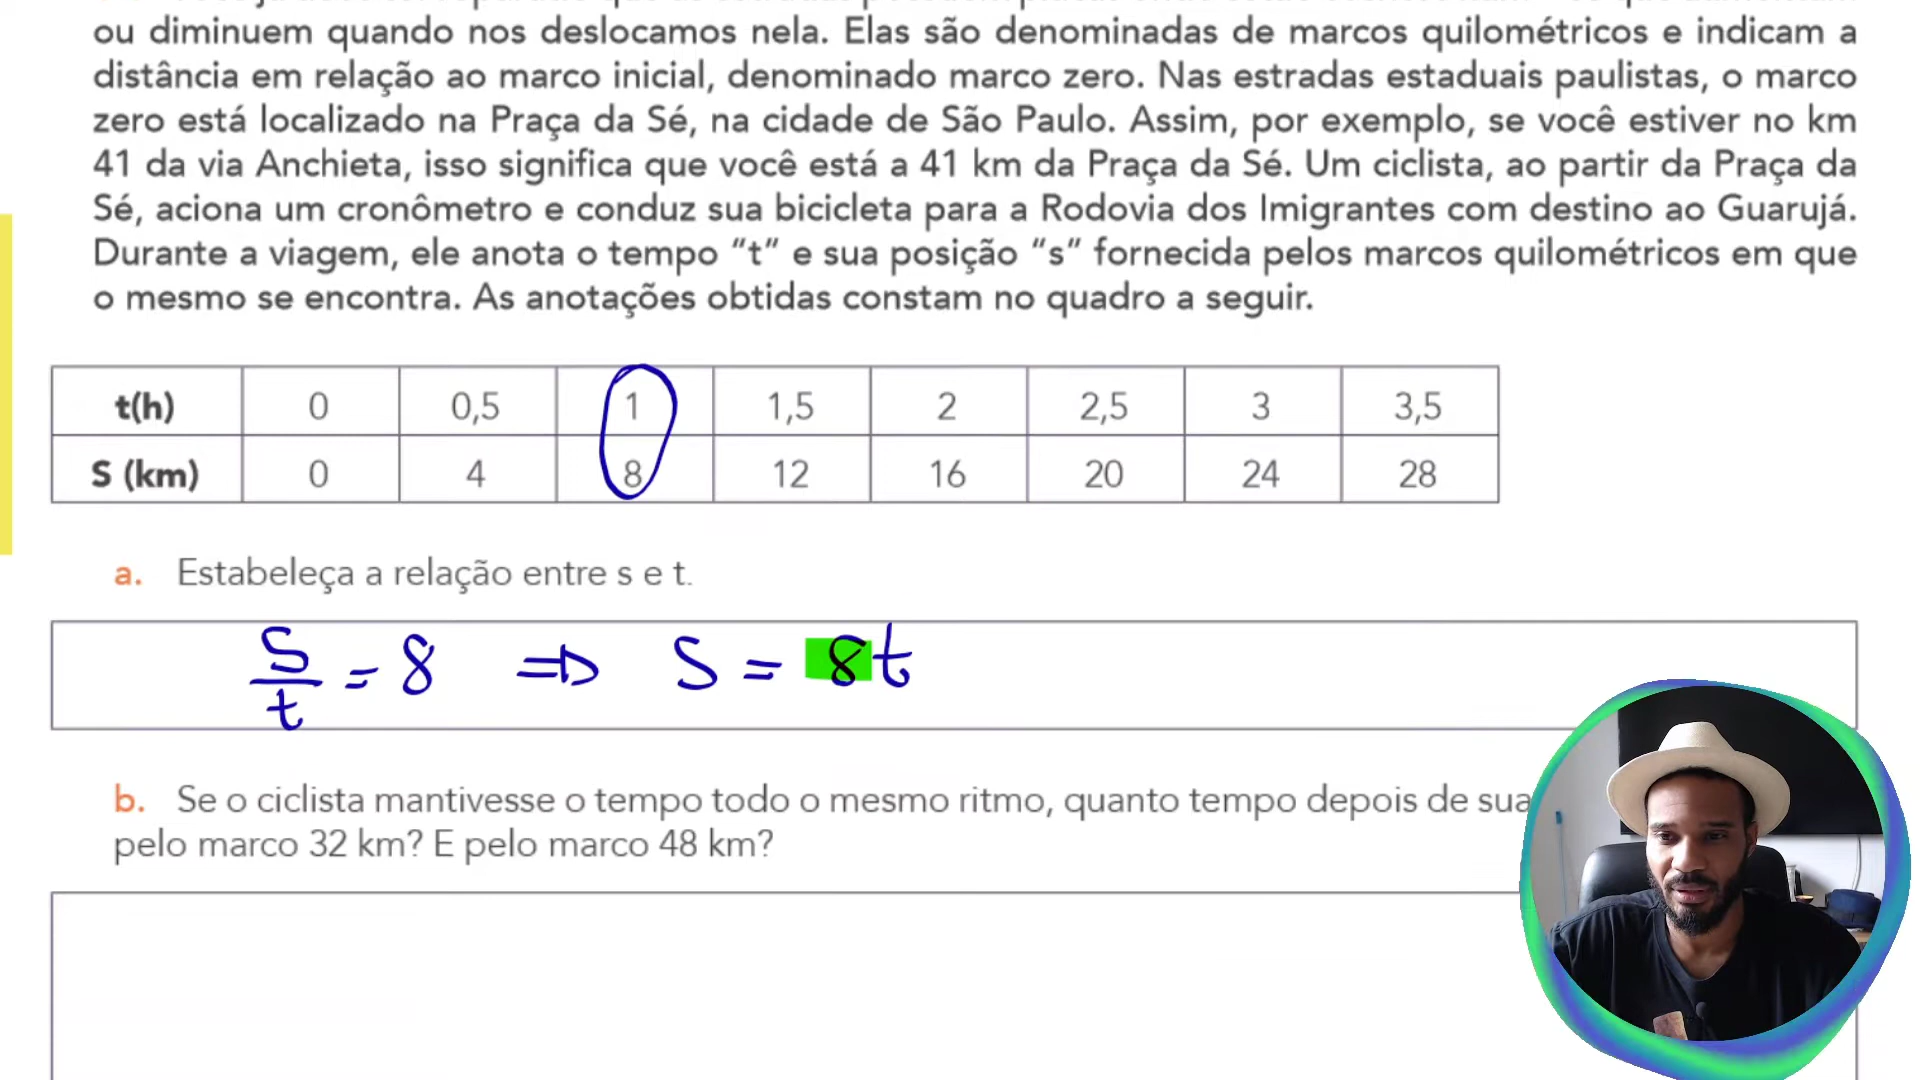 ou diminuem quando nos deslocamos nela. Elas são denominadas de marcos quilométricos e indicam a
distância em relação ao marco inicial, denominado marco zero. Nas estradas estaduais paulistas, o marco
zero está localizado na Praça da Sé, na cidade de São Paulo. Assim, por exemplo, se você estiver no km
41 da via Anchieta, isso significa que você está a 41 km da Praça da Sé. Um ciclista, ao partir da Praça da
Sé, aciona um cronômetro e conduz sua bicicleta para a Rodovia dos Imigrantes com destino ao Guarujá.
Durante a viagem, ele anota o tempo “t” e sua posição “s” fornecida pelos marcos quilométricos em que
o mesmo se encontra. As anotações obtidas constam no quadro a seguir.
t(h) 0 0,5 1 1,5 2 2,5 3 3,5
S (km) 0 4 8 12 16 20 24 28
a. Estabeleça a relação entre s e t.
S/t = 8 ⇒ S = 8t
b. Se o ciclista mantivesse o tempo todo o mesmo ritmo, quanto tempo depois de sua
pelo marco 32 km? E pelo marco 48 km?